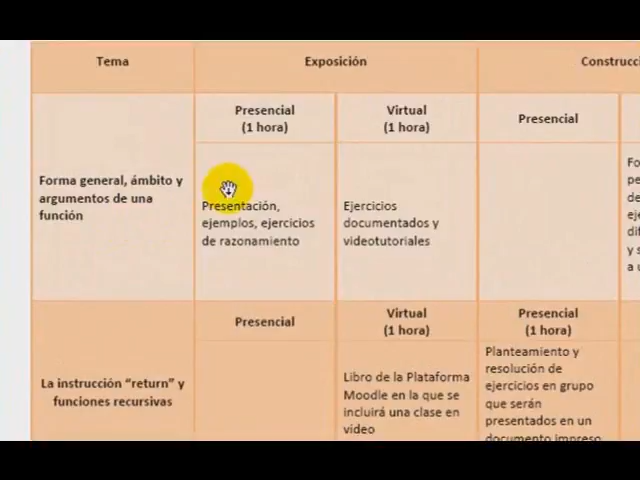 Tema
Exposición
Presencial
(1 hora)
Virtual
(1 hora)
Presencial
Forma general, ámbito y
argumentos de una
función
Presentación,
ejemplos, ejercicios
de razonamiento
Ejercicios
documentados y
videotutoriales
y s
a u
Presencial
Virtual
(1 hora)
Presencial
(1 hora)
La instrucción “return” y
funciones recursivas
Libro de la Plataforma
Moodle en la que se
incluirá una clase en
vídeo
Planteamiento y
resolución de
ejercicios en grupo
que serán
presentados en un
documento impreso